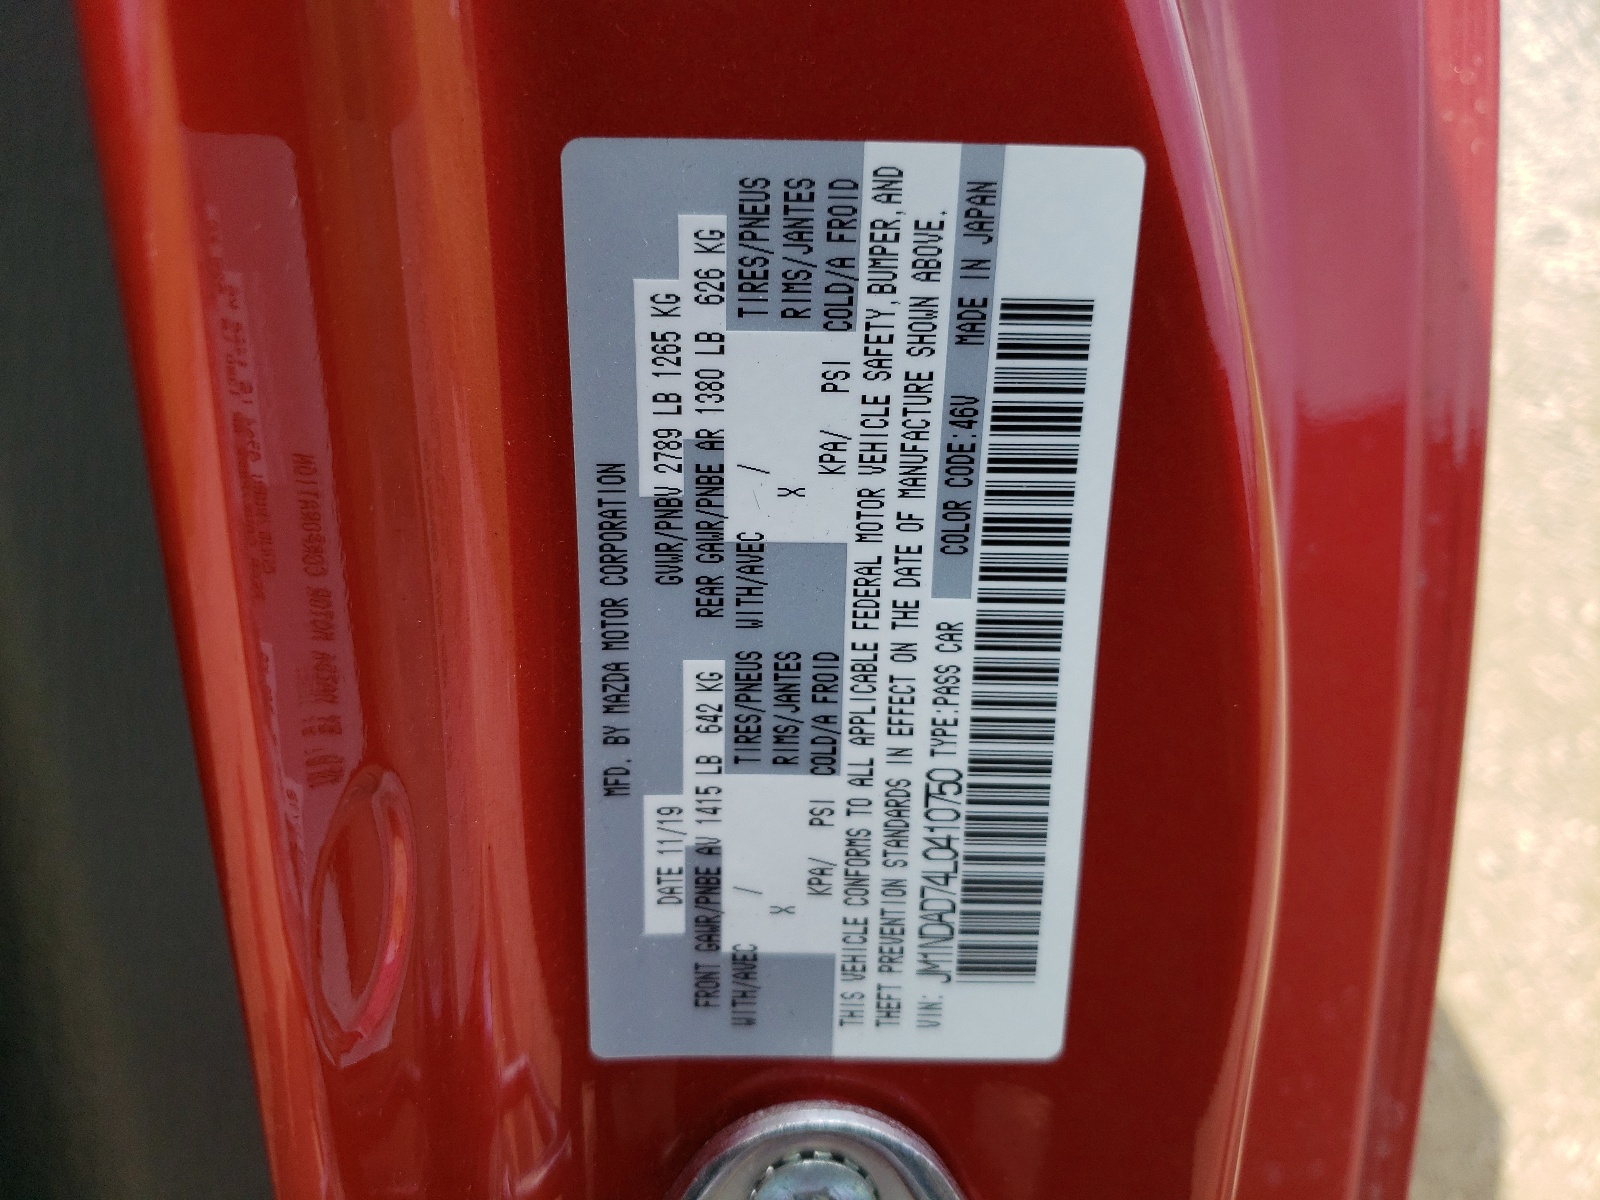 MFD. BY MAZDA MOTOR CORPORATION
DATE 11/19 GVWR/PNBV 2789 LB 1265 KG
FRONT GAWR/PNBE AV 1415 LB 642 KG REAR GAWR/PNBE AR 1380 LB 626 KG
WITH/AVEC / TIRES/PNEUS WITH/AVEC / TIRES/PNEUS
X RIMS/JANTES X RIMS/JANTES
KPA/ PSI COLD/A FROID KPA/ PSI COLD/A FROID
THIS VEHICLE CONFORMS TO ALL APPLICABLE FEDERAL MOTOR VEHICLE SAFETY, BUMPER, AND
THEFT PREVENTION STANDARDS IN EFFECT ON THE DATE OF MANUFACTURE SHOWN ABOVE.
VIN: JM1NDAD74L0410750 TYPE:PASS CAR COLOR CODE:46V MADE IN JAPAN